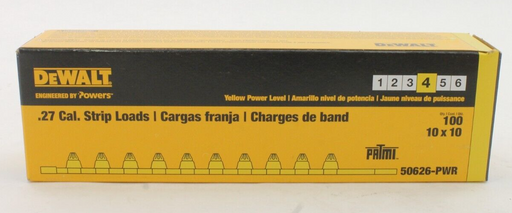 DEWALT
DEWALT
ENGINEERED BY Powers
1 2 3 4 5 6
Yellow Power Level | Amarillo nivel de potencia | Jaune niveau de puissance
.27 Cal. Strip Loads | Cargas franja | Charges de band
100
10 x 10
PATMI
50626-PWR